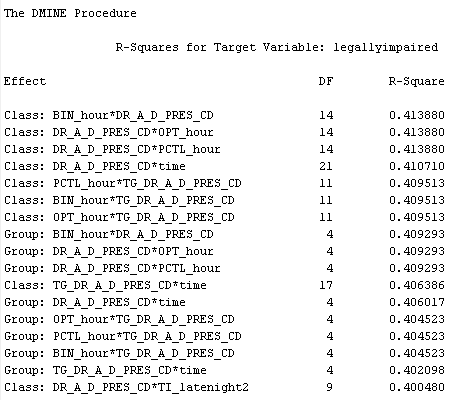 The DMINE Procedure
R-Squares for Target Variable: legallyimpaired
Effect DF R-Square
Class: BIN_hour*DR_A_D_PRES_CD 14 0.413880
Class: DR_A_D_PRES_CD*OPT_hour 14 0.413880
Class: DR_A_D_PRES_CD*PCTL_hour 14 0.413880
Class: DR_A_D_PRES_CD*time 21 0.410710
Class: PCTL_hour*TG_DR_A_D_PRES_CD 11 0.409513
Class: BIN_hour*TG_DR_A_D_PRES_CD 11 0.409513
Class: OPT_hour*TG_DR_A_D_PRES_CD 11 0.409513
Group: BIN_hour*DR_A_D_PRES_CD 4 0.409293
Group: DR_A_D_PRES_CD*OPT_hour 4 0.409293
Group: DR_A_D_PRES_CD*PCTL_hour 4 0.409293
Class: TG_DR_A_D_PRES_CD*time 17 0.406386
Group: DR_A_D_PRES_CD*time 4 0.406017
Group: OPT_hour*TG_DR_A_D_PRES_CD 4 0.404523
Group: PCTL_hour*TG_DR_A_D_PRES_CD 4 0.404523
Group: BIN_hour*TG_DR_A_D_PRES_CD 4 0.404523
Group: TG_DR_A_D_PRES_CD*time 4 0.402098
Class: DR_A_D_PRES_CD*TI_latenight2 9 0.400480